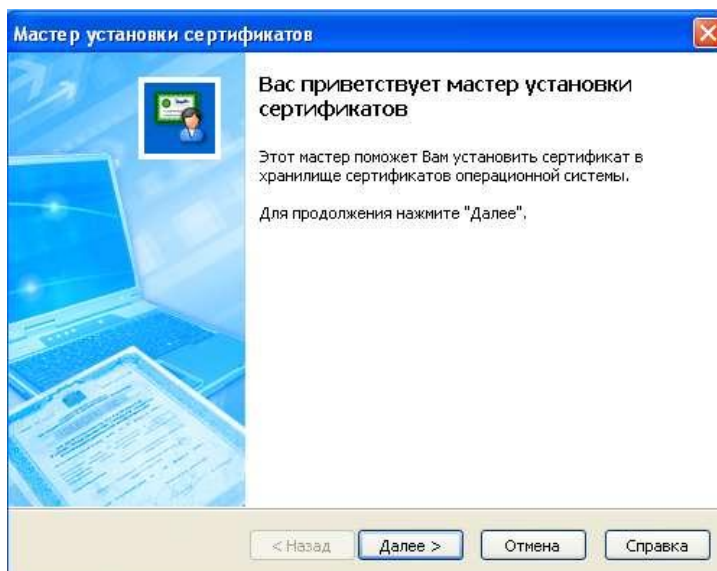 Мастер установки сертификатов
Вас приветствует мастер установки
сертификатов
Этот мастер поможет Вам установить сертификат в
хранилище сертификатов операционной системы.
Для продолжения нажмите "Далее".
< Назад
Далее >
Отмена
Справка